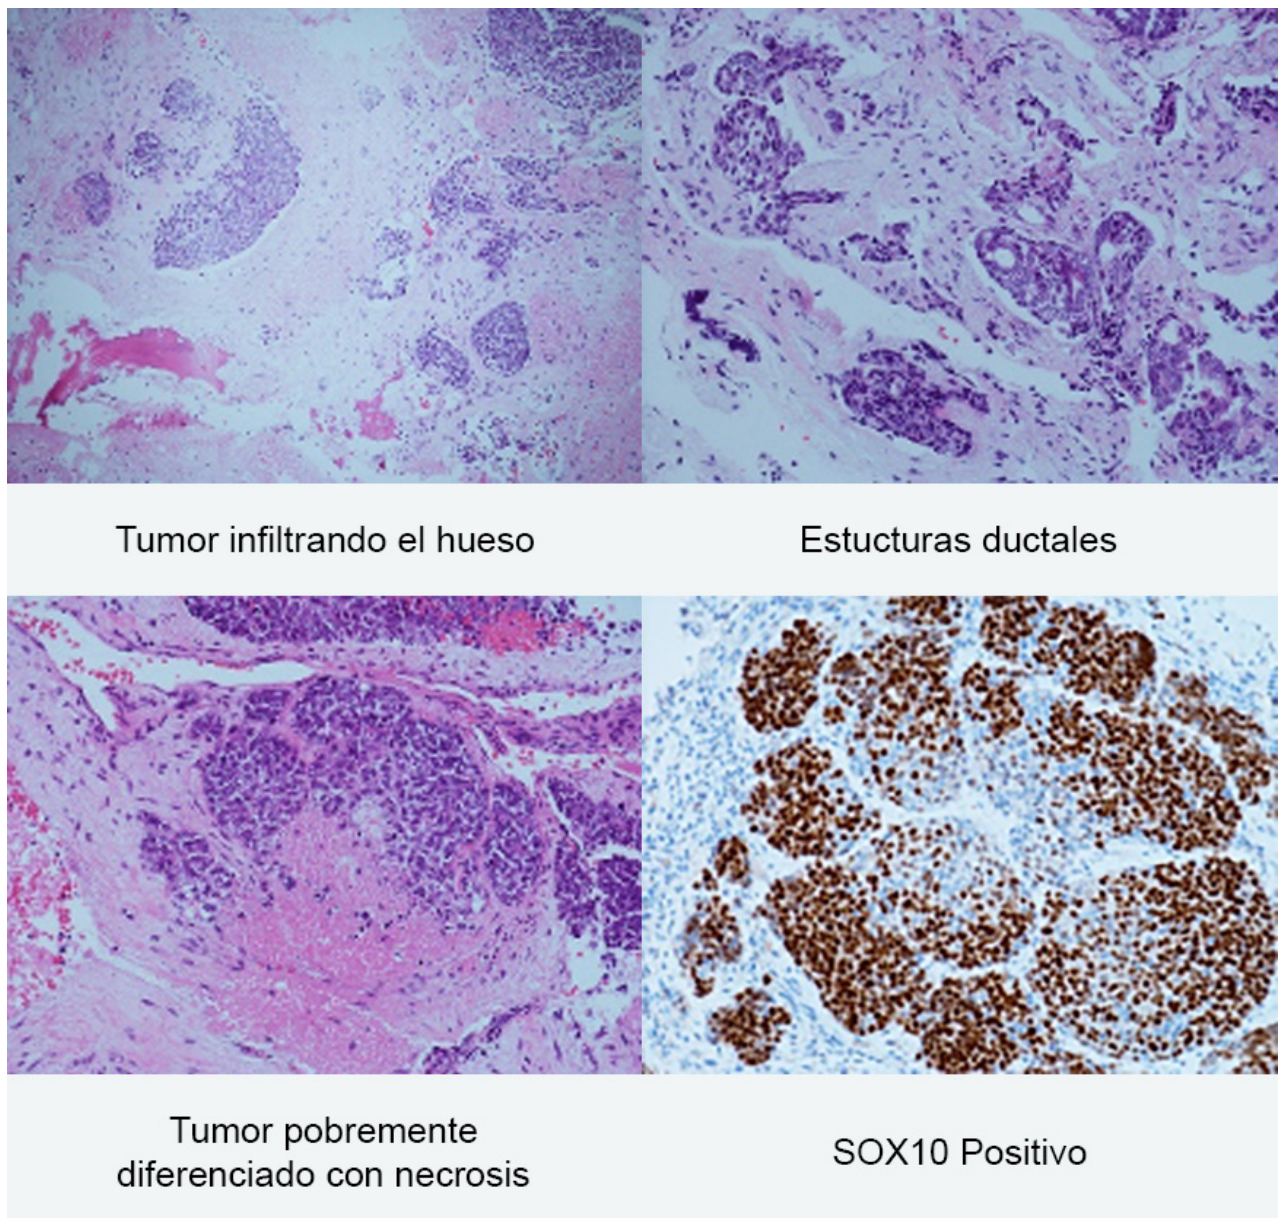 Tumor infiltrando el hueso
Estucturas ductales
Tumor pobremente
diferenciado con necrosis
SOX10 Positivo